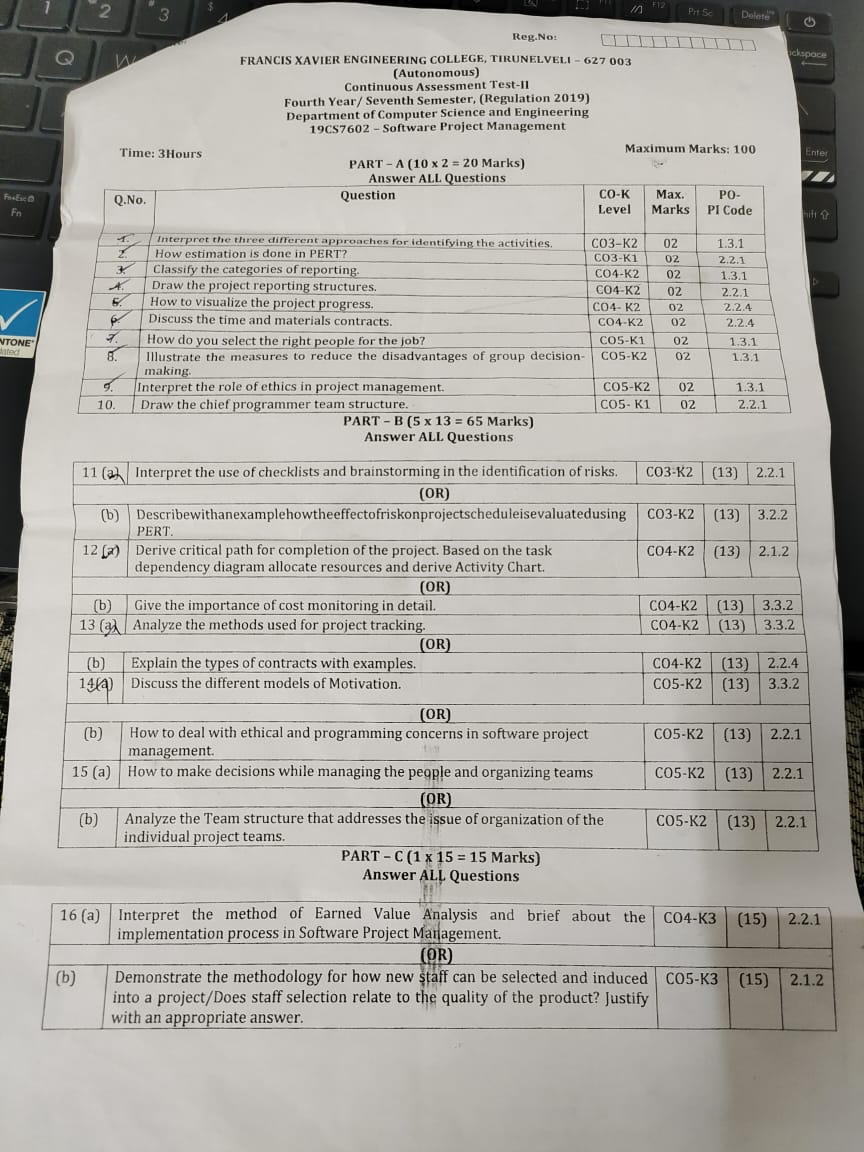 1
2
3
$
4
F12
Prt Sc
Delete
Q
W
ckspace
Enter
Fn+Esc
Fn
hift
NTONE
Reg.No:
FRANCIS XAVIER ENGINEERING COLLEGE, TIRUNELVELI – 627 003
(Autonomous)
Continuous Assessment Test-II
Fourth Year/ Seventh Semester, (Regulation 2019)
Department of Computer Science and Engineering
19CS7602 – Software Project Management
Time: 3Hours Maximum Marks: 100
PART – A (10 x 2 = 20 Marks)
Answer ALL Questions
Q.No. Question CO-K Level Max. Marks PO-PI Code
1. Interpret the three different approaches for identifying the activities. CO3–K2 02 1.3.1
2. How estimation is done in PERT? CO3-K1 02 2.2.1
3. Classify the categories of reporting. CO4-K2 02 1.3.1
4. Draw the project reporting structures. CO4-K2 02 2.2.1
5. How to visualize the project progress. CO4- K2 02 2.2.4
6. Discuss the time and materials contracts. CO4-K2 02 2.2.4
7. How do you select the right people for the job? CO5-K1 02 1.3.1
8. Illustrate the measures to reduce the disadvantages of group decision- CO5-K2 02 1.3.1
making.
9. Interpret the role of ethics in project management. CO5-K2 02 1.3.1
10. Draw the chief programmer team structure. CO5- K1 02 2.2.1
PART – B (5 x 13 = 65 Marks)
Answer ALL Questions
11 (a) Interpret the use of checklists and brainstorming in the identification of risks. CO3-K2 (13) 2.2.1
(OR)
(b) Describewithanexamplehowtheeffectofriskonprojectscheduleisevaluatedusing CO3-K2 (13) 3.2.2
PERT.
12 (a) Derive critical path for completion of the project. Based on the task CO4-K2 (13) 2.1.2
dependency diagram allocate resources and derive Activity Chart.
(OR)
(b) Give the importance of cost monitoring in detail. CO4-K2 (13) 3.3.2
13 (a) Analyze the methods used for project tracking. CO4-K2 (13) 3.3.2
(OR)
(b) Explain the types of contracts with examples. CO4-K2 (13) 2.2.4
14(a) Discuss the different models of Motivation. CO5-K2 (13) 3.3.2
(OR)
(b) How to deal with ethical and programming concerns in software project CO5-K2 (13) 2.2.1
management.
15 (a) How to make decisions while managing the people and organizing teams CO5-K2 (13) 2.2.1
(OR)
(b) Analyze the Team structure that addresses the issue of organization of the CO5-K2 (13) 2.2.1
individual project teams.
PART – C (1 x 15 = 15 Marks)
Answer ALL Questions
16 (a) Interpret the method of Earned Value Analysis and brief about the CO4-K3 (15) 2.2.1
implementation process in Software Project Management.
(OR)
(b) Demonstrate the methodology for how new staff can be selected and induced CO5-K3 (15) 2.1.2
into a project/Does staff selection relate to the quality of the product? Justify
with an appropriate answer.